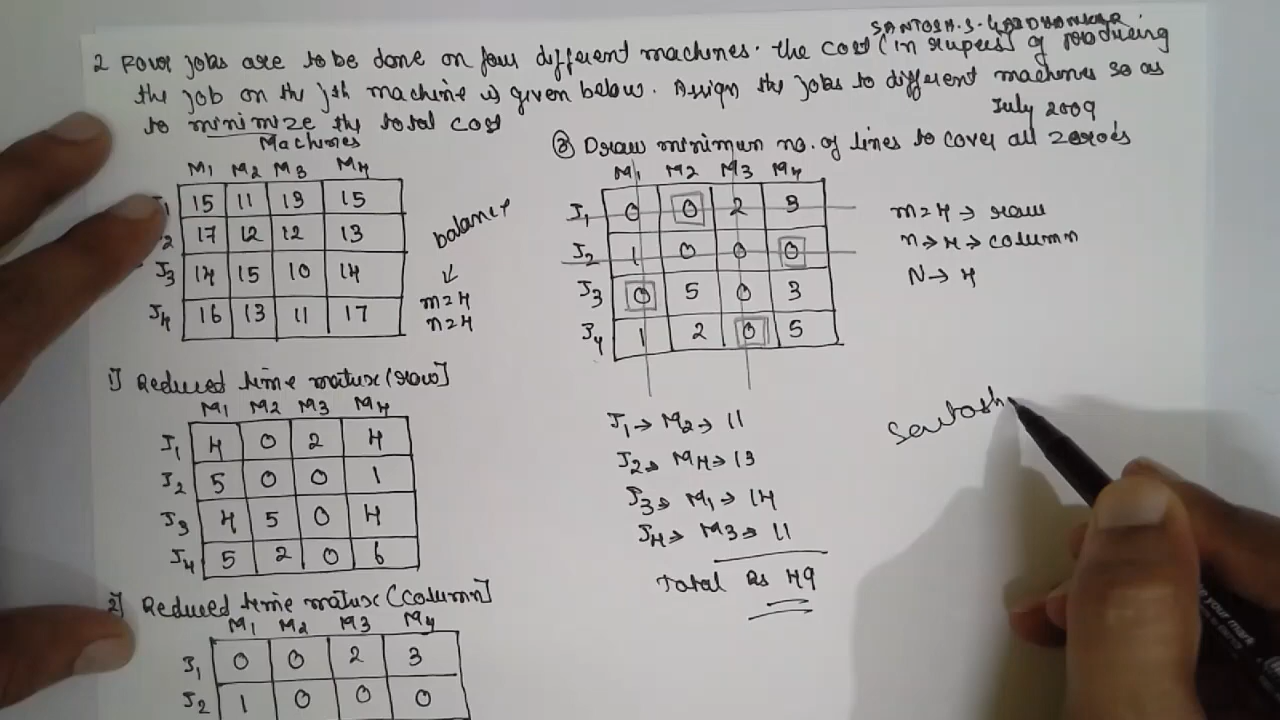 SANTOSH.S.
2 Four jobs are to be done on four different machines. The cost (in rupees) of producing
the job on the jth machine is given below. Assign the jobs to different machines so as
to minimize the total cost
July 2009
Machines
M1 M2 M3 M4
J1 15 11 13 15
J2 17 12 12 13
J3 14 15 10 14
J4 16 13 11 17
balance
↓
m=4
n=4
1] Reduced time matrix (row)
M1 M2 M3 M4
J1 4 0 2 4
J2 5 0 0 1
J3 4 5 0 4
J4 5 2 0 6
2] Reduced time matrix (column]
M1 M2 M3 M4
J1 0 0 2 3
J2 1 0 0 0
③ Draw minimum no. of lines to cover all zeroes
M1 M2 M3 M4
J1 0 0 2 3
J2 1 0 0 0
J3 0 5 0 3
J4 1 2 0 5
m=4 → row
n→4→column
N→ 4
J1→ M2→ 11
J2→ M4→ 13
J3→ M1→ 14
J4→ M3→ 11
Total Rs 49
Santosh
your mark